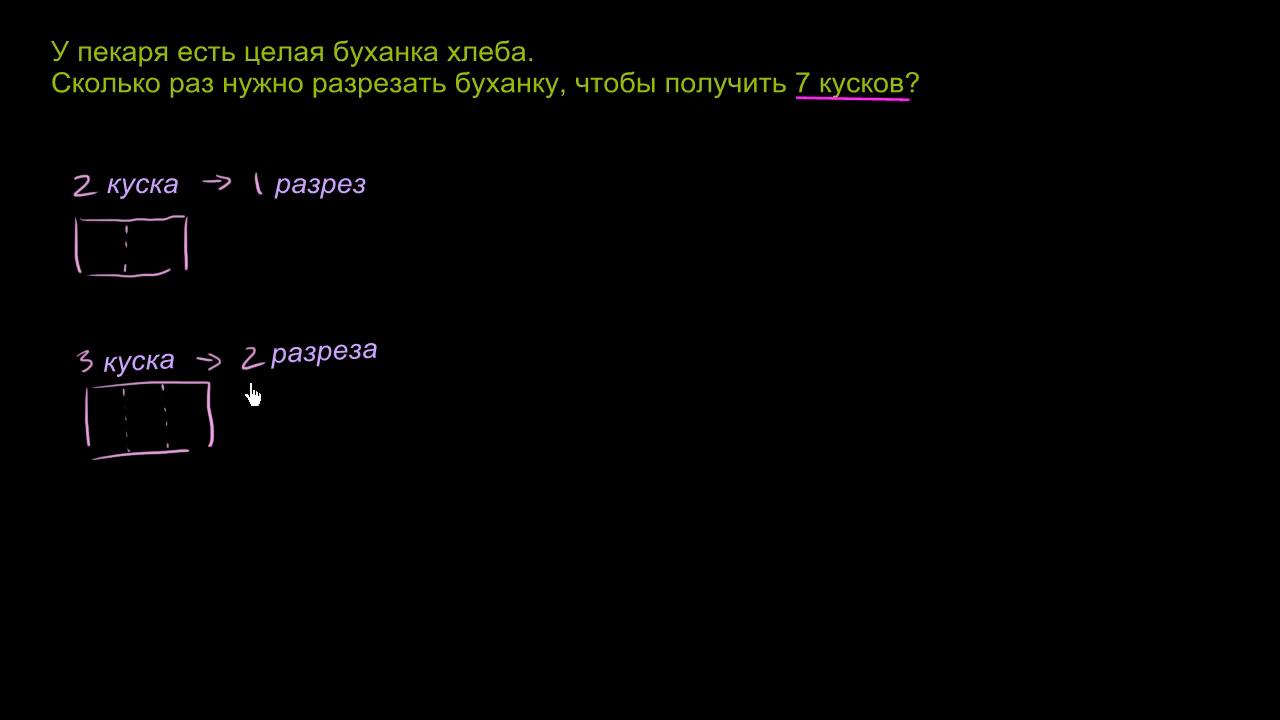 У пекаря есть целая буханка хлеба.
Сколько раз нужно разрезать буханку, чтобы получить 7 кусков?
2 куска → 1 разрез
3 куска → 2 разреза